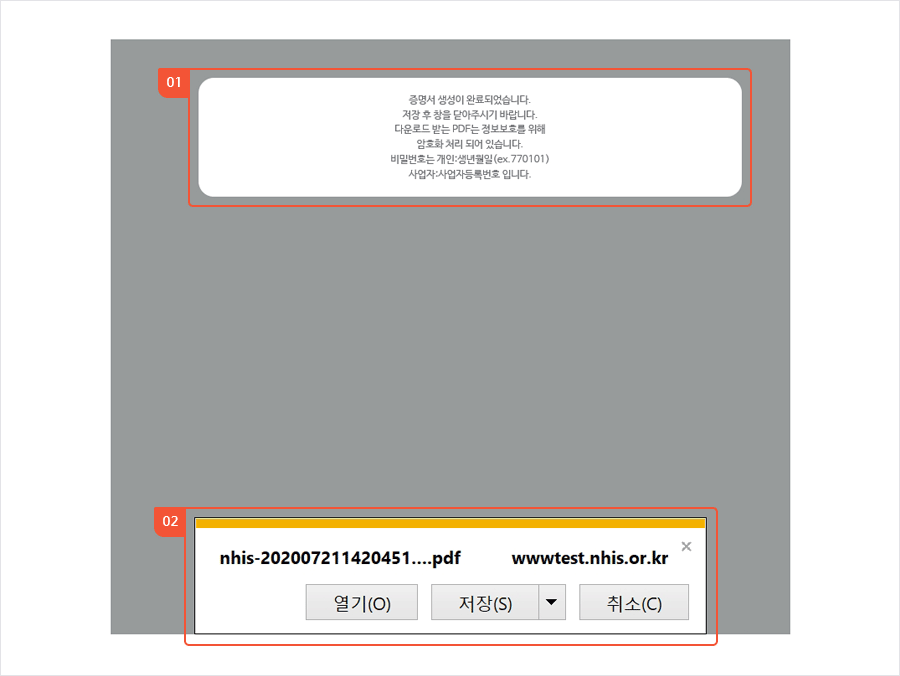 01
증명서 생성이 완료되었습니다.
저장 후 창을 닫아주시기 바랍니다.
다운로드 받는 PDF는 정보보호를 위해
암호화 처리 되어 있습니다.
비밀번호는 개인:생년월일(ex.770101)
사업자:사업자등록번호 입니다.
02
nhis-202007211420451....pdf wwwtest.nhis.or.kr
열기(O) 저장(S) 취소(C)